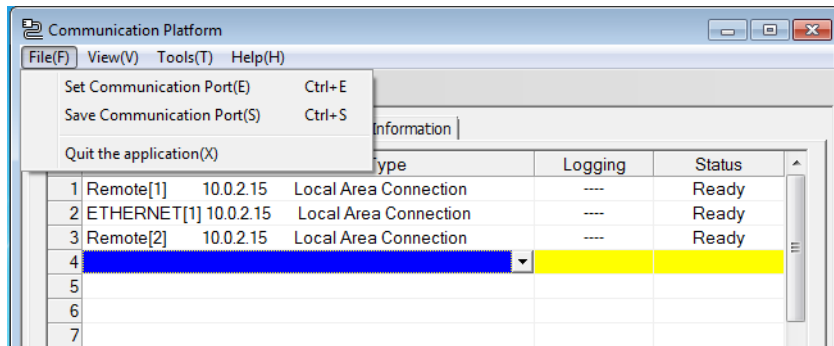 Communication Platform
File(F) View(V) Tools(T) Help(H)
Set Communication Port(E) Ctrl+E
Save Communication Port(S) Ctrl+S
Information
Quit the application(X)
Type Logging Status
1 Remote[1] 10.0.2.15 Local Area Connection ---- Ready
2 ETHERNET[1] 10.0.2.15 Local Area Connection ---- Ready
3 Remote[2] 10.0.2.15 Local Area Connection ---- Ready
4
5
6
7